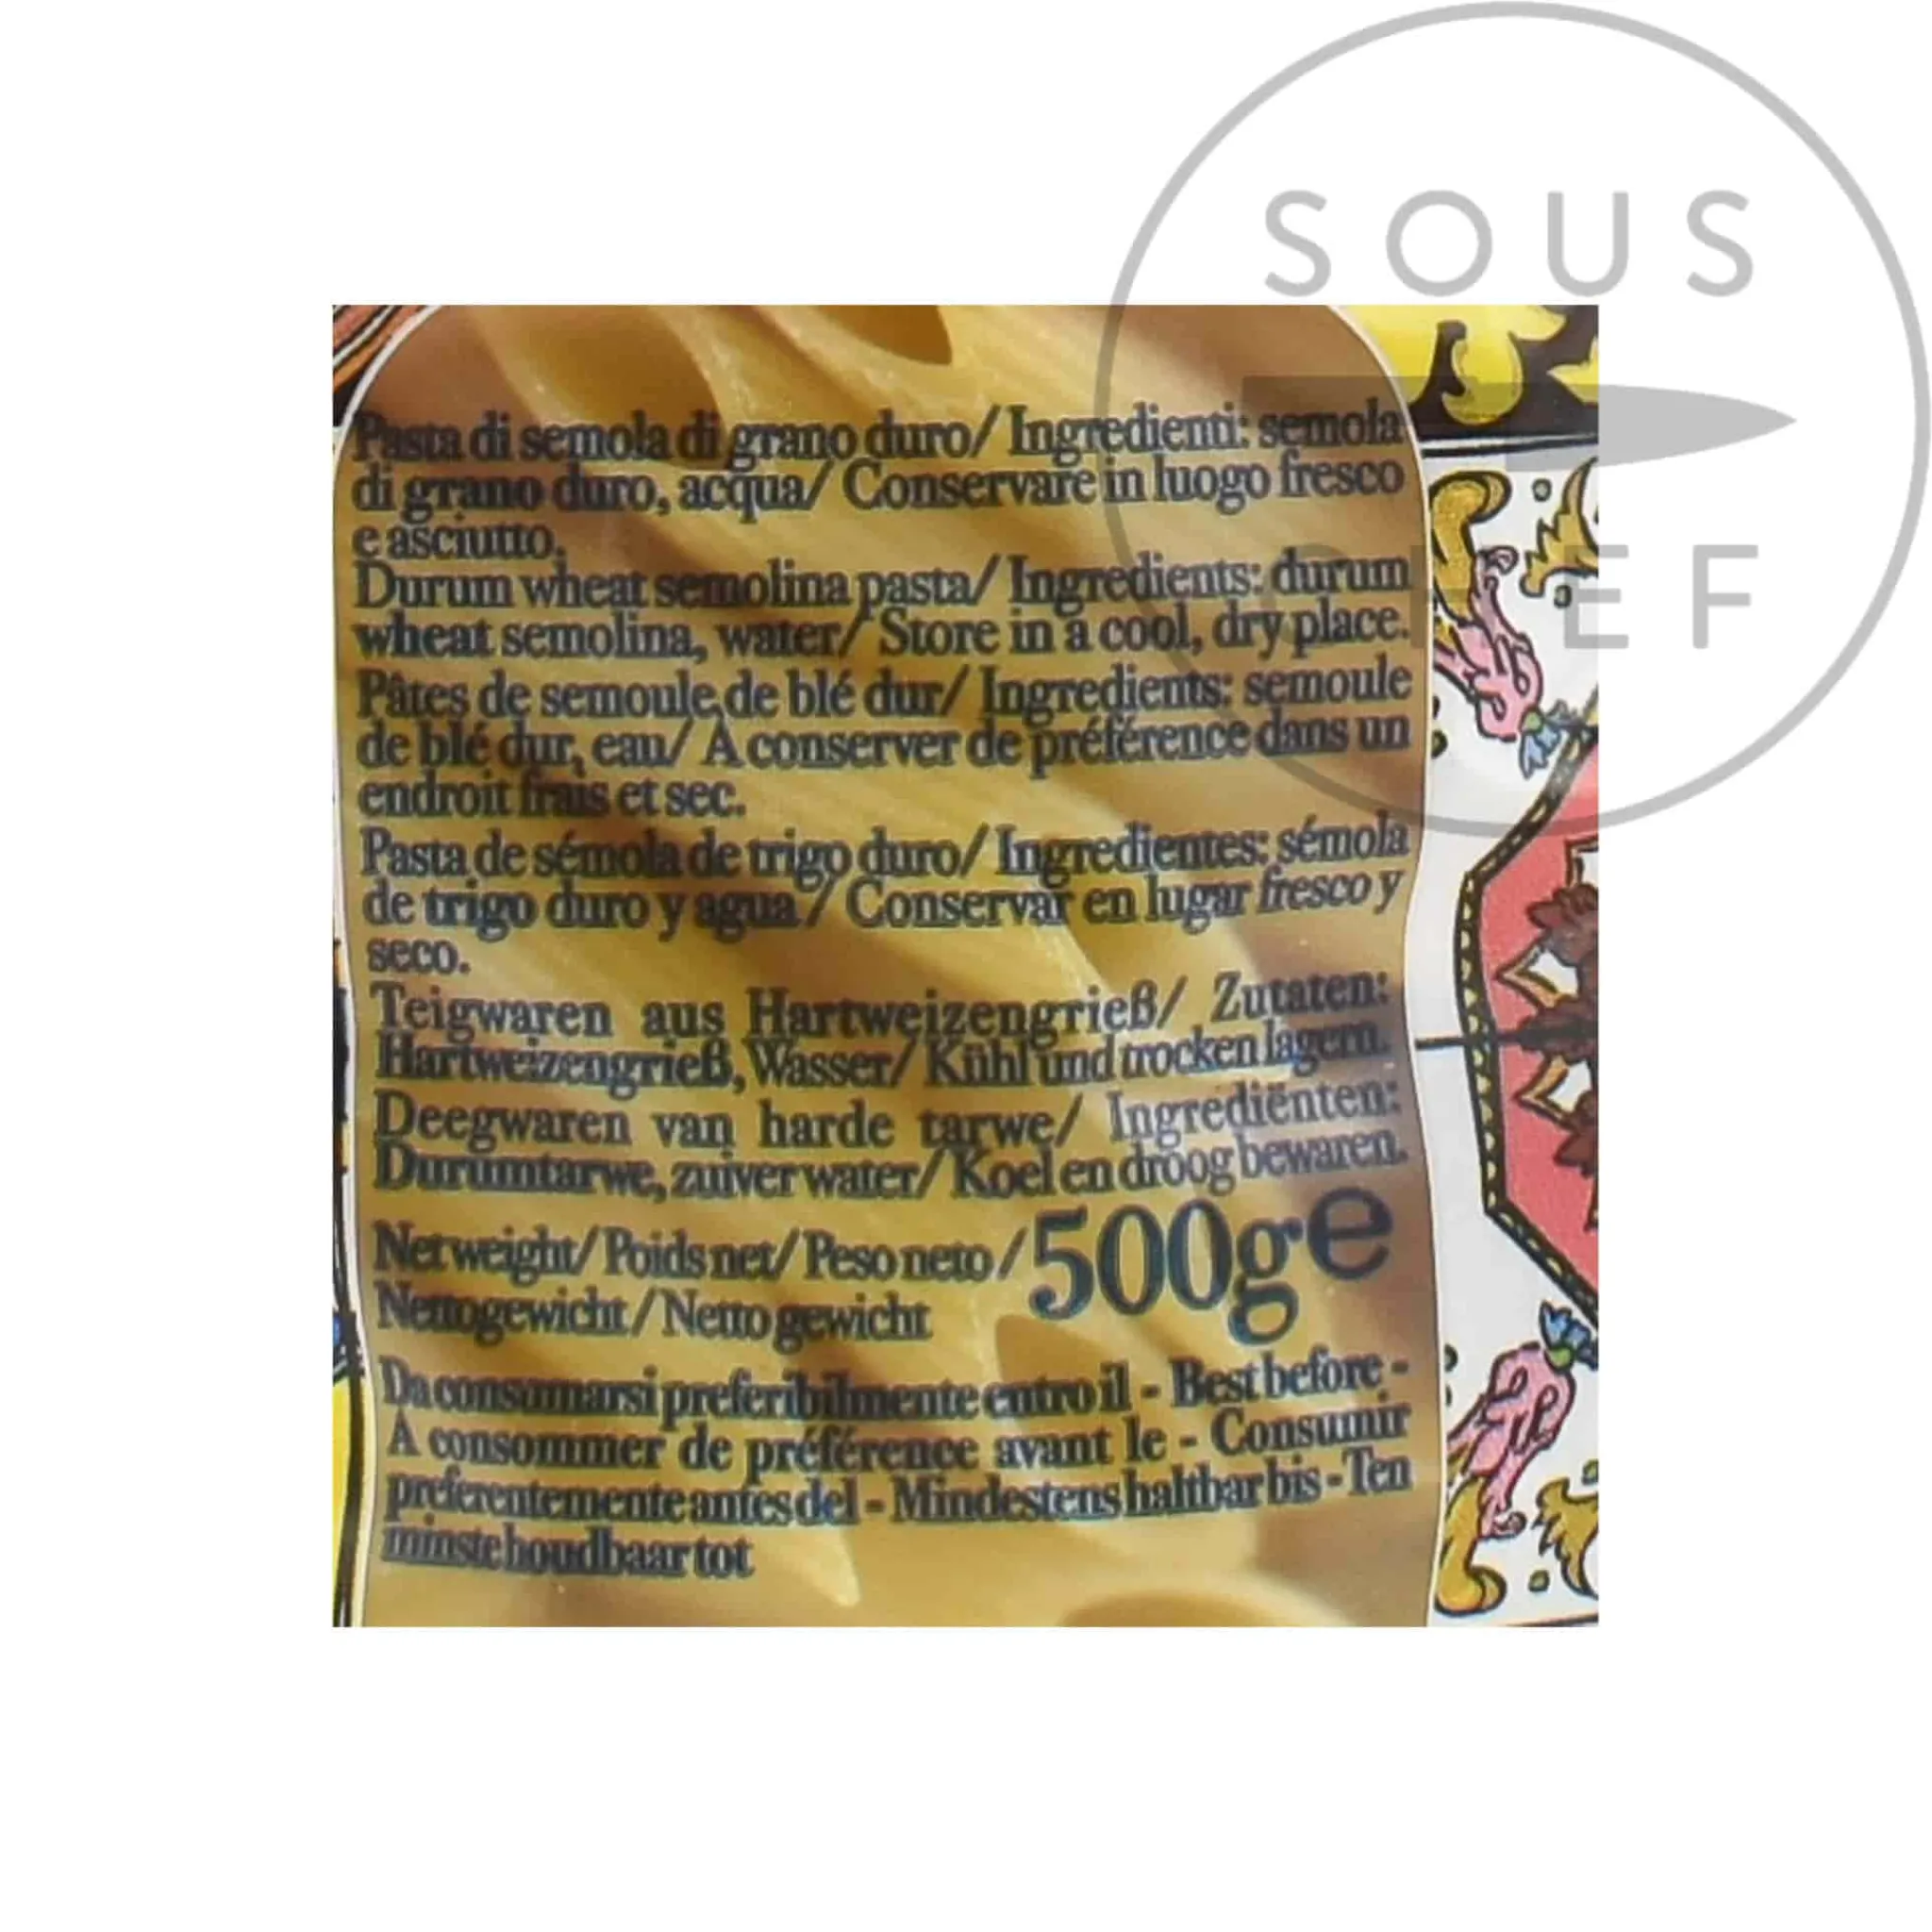 SOUS
CHEF
Pasta di semola di grano duro/ Ingredienti: semola
di grano duro, acqua/ Conservare in luogo fresco
e asciutto.
Durum wheat semolina pasta/ Ingredients: durum
wheat semolina, water/ Store in a cool, dry place.
Pâtes de semoule de blé dur/ Ingredients: semoule
de blé dur, eau/ A conserver de préférence dans un
endroit frais et sec.
Pasta de sémola de trigo duro/ Ingredientes: sémola
de trigo duro y agua/ Conservar en lugar fresco y
seco.
Teigwaren aus Hartweizengrieß/ Zutaten:
Hartweizengrieß, Wasser/ Kühl und trocken lagern.
Deegwaren van harde tarwe/ Ingrediënten:
Durumtarwe, zuiver water/ Koel en droog bewaren.
Net weight/ Poids net/ Peso neto / 500g e
Nettogewicht / Netto gewicht
Da consumarsi preferibilmente entro il - Best before -
A consommer de préférence avant le - Consumir
preferentemente antes del - Mindestens haltbar bis - Ten
minste houdbaar tot